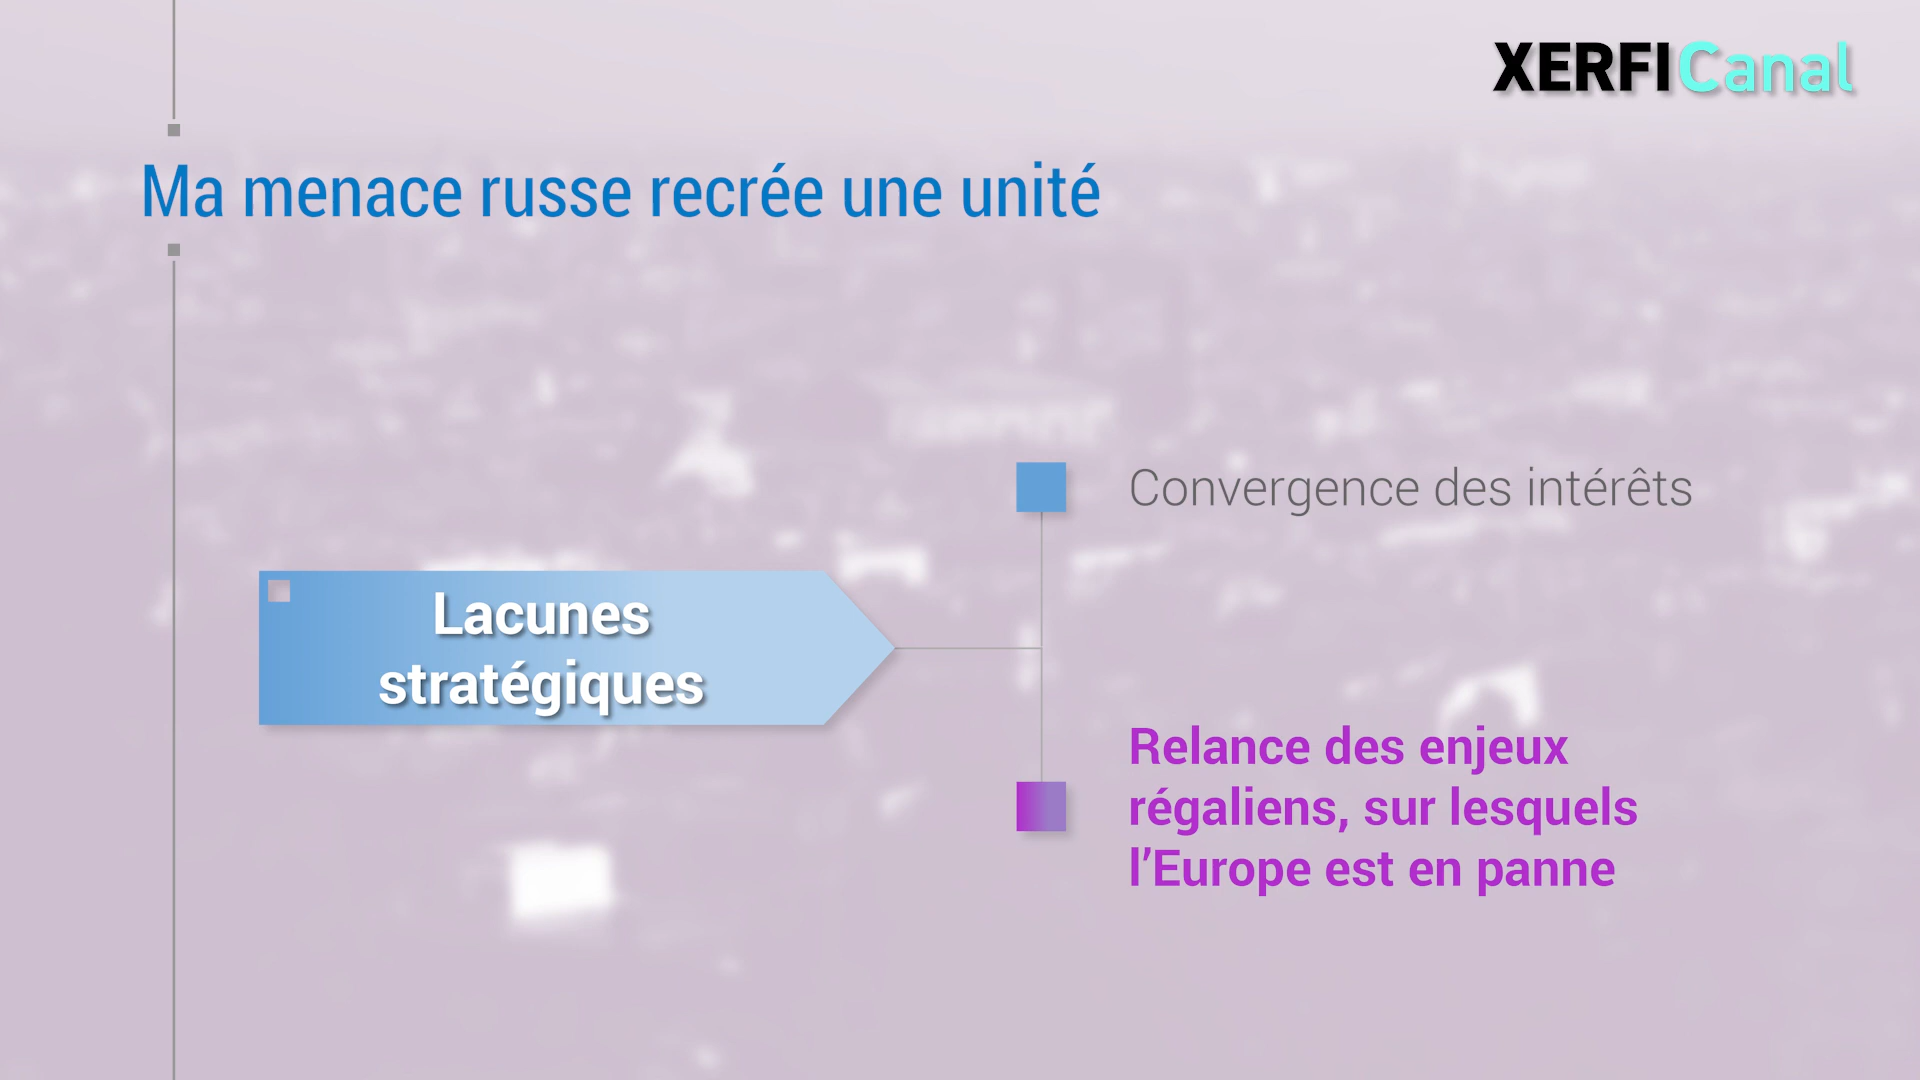 XERFI Canal
Ma menace russe recrée une unité
Convergence des intérêts
Lacunes
stratégiques
Relance des enjeux
régaliens, sur lesquels
l’Europe est en panne